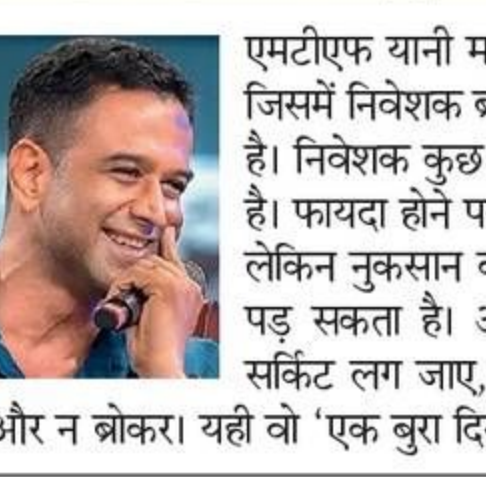 एमटीएफ यानी म
जिसमें निवेशक ब्र
है। निवेशक कुछ
है। फायदा होने प
लेकिन नुकसान
पड़ सकता है।
सर्किट लग जाए,
और न ब्रोकर। यही वो ‘एक बुरा दि